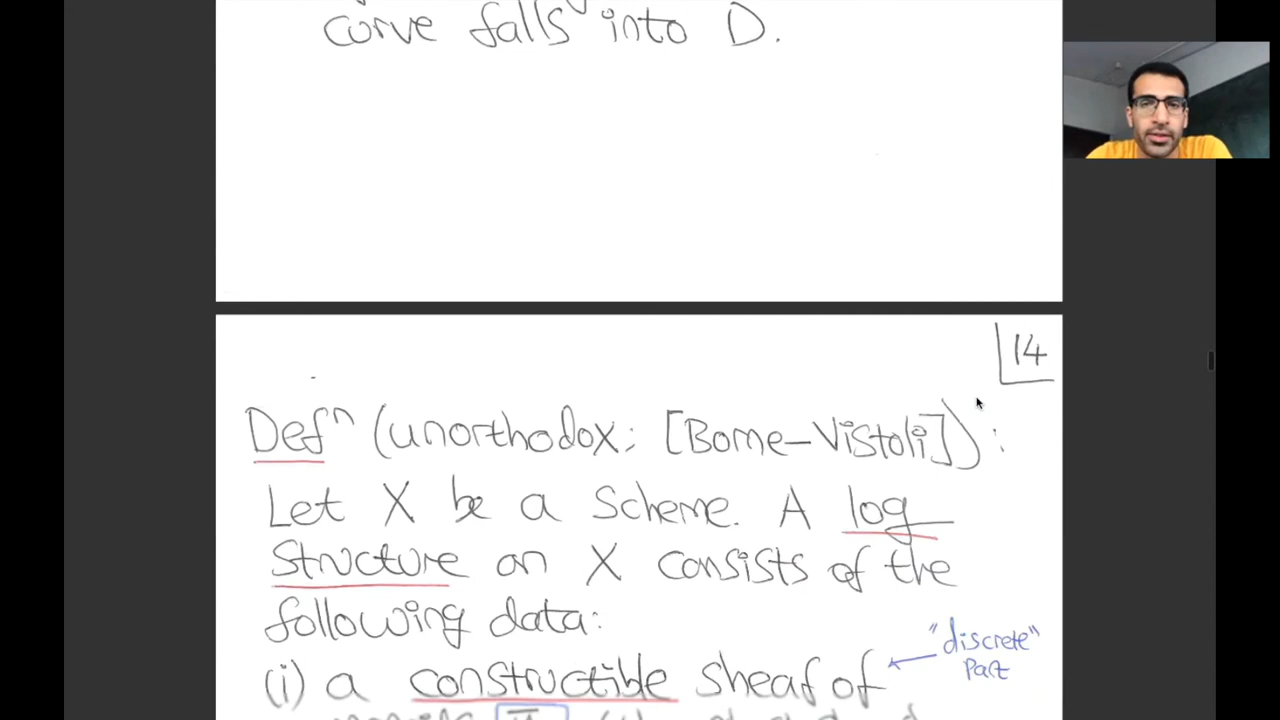 curve falls into D.
14
Defⁿ (unorthodox; [Borne-Vistoli]):
Let X be a scheme. A log
structure on X consists of the
following data:
"discrete"
part
(i) a constructible sheaf of